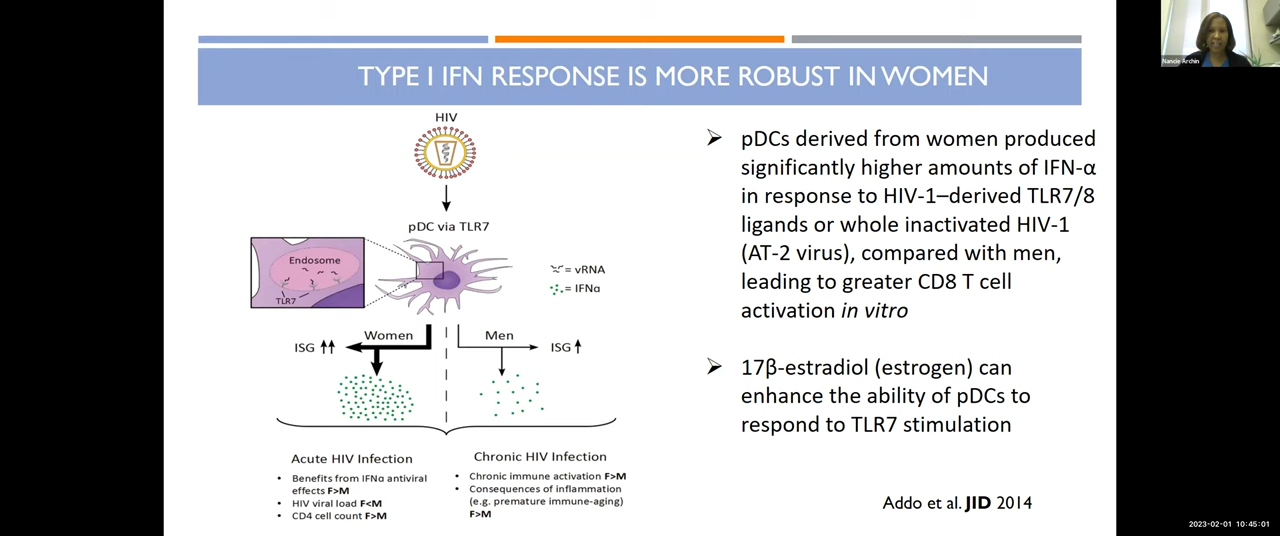 TYPE I IFN RESPONSE IS MORE ROBUST IN WOMEN
Nancie Archin
HIV
pDC via TLR7
Endosome
TLR7
= vRNA
= IFNα
Women
Men
ISG ↑↑
ISG ↑
Acute HIV Infection
• Benefits from IFNα antiviral
effects F>M
• HIV viral load F<M
• CD4 cell count F>M
Chronic HIV Infection
• Chronic immune activation F>M
• Consequences of inflammation
(e.g. premature immune-aging)
F>M
➢ pDCs derived from women produced
significantly higher amounts of IFN-α
in response to HIV-1–derived TLR7/8
ligands or whole inactivated HIV-1
(AT-2 virus), compared with men,
leading to greater CD8 T cell
activation in vitro
➢ 17β-estradiol (estrogen) can
enhance the ability of pDCs to
respond to TLR7 stimulation
Addo et al. JID 2014
2023-02-01 10:45:01